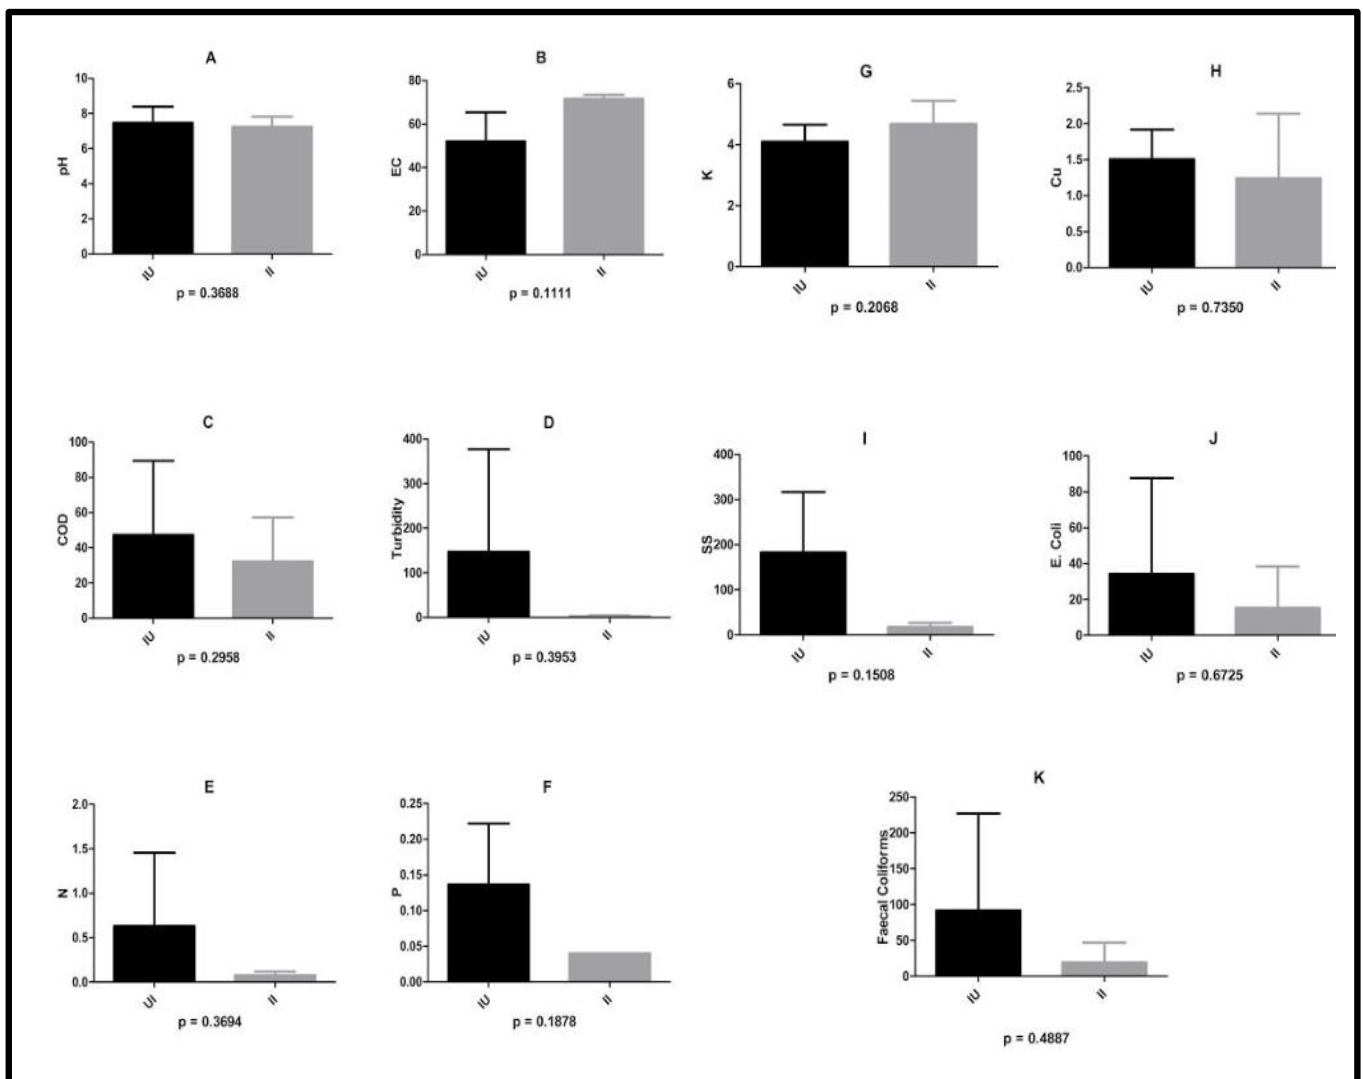 A
pH
10
8
6
4
2
0
IU
II
p = 0.3688
B
EC
80
60
40
20
0
IU
II
p = 0.1111
G
K
6
4
2
0
IU
II
p = 0.2068
H
Cu
2.5
2.0
1.5
1.0
0.5
0.0
IU
II
p = 0.7350
C
COD
100
80
60
40
20
0
IU
II
p = 0.2958
D
Turbidity
400
300
200
100
0
IU
II
p = 0.3953
I
SS
400
300
200
100
0
IU
II
p = 0.1508
J
E. Coli
100
80
60
40
20
0
IU
II
p = 0.6725
E
N
2.0
1.5
1.0
0.5
0.0
UI
II
p = 0.3694
F
P
0.25
0.20
0.15
0.10
0.05
0.00
IU
II
p = 0.1878
K
Faecal Coliforms
250
200
150
100
50
0
IU
II
p = 0.4887